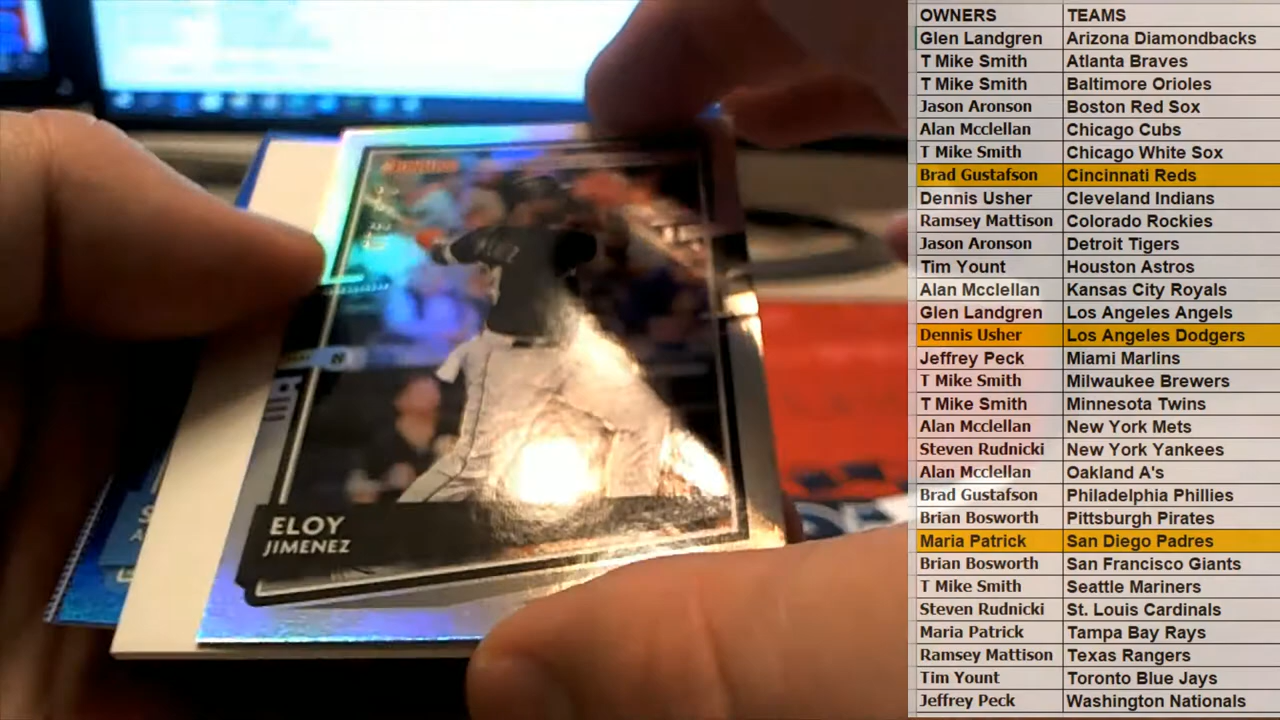 ELOY
JIMENEZ
OWNERS TEAMS
Glen Landgren Arizona Diamondbacks
T Mike Smith Atlanta Braves
T Mike Smith Baltimore Orioles
Jason Aronson Boston Red Sox
Alan Mcclellan Chicago Cubs
T Mike Smith Chicago White Sox
Brad Gustafson Cincinnati Reds
Dennis Usher Cleveland Indians
Ramsey Mattison Colorado Rockies
Jason Aronson Detroit Tigers
Tim Yount Houston Astros
Alan Mcclellan Kansas City Royals
Glen Landgren Los Angeles Angels
Dennis Usher Los Angeles Dodgers
Jeffrey Peck Miami Marlins
T Mike Smith Milwaukee Brewers
T Mike Smith Minnesota Twins
Alan Mcclellan New York Mets
Steven Rudnicki New York Yankees
Alan Mcclellan Oakland A's
Brad Gustafson Philadelphia Phillies
Brian Bosworth Pittsburgh Pirates
Maria Patrick San Diego Padres
Brian Bosworth San Francisco Giants
T Mike Smith Seattle Mariners
Steven Rudnicki St. Louis Cardinals
Maria Patrick Tampa Bay Rays
Ramsey Mattison Texas Rangers
Tim Yount Toronto Blue Jays
Jeffrey Peck Washington Nationals